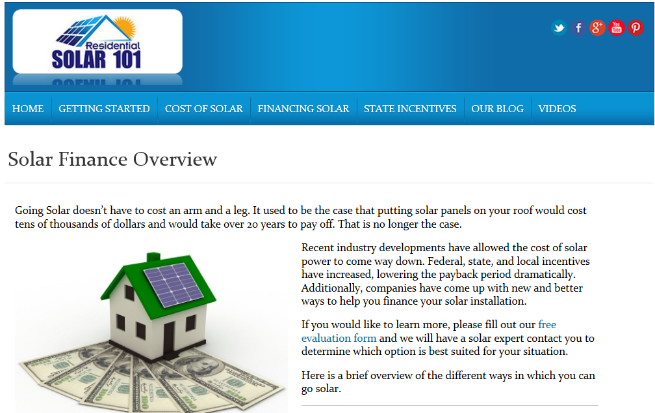 Residential
SOLAR 101
HOME GETTING STARTED COST OF SOLAR FINANCING SOLAR STATE INCENTIVES OUR BLOG VIDEOS
Solar Finance Overview
Going Solar doesn't have to cost an arm and a leg. It used to be the case that putting solar panels on your roof would cost
tens of thousands of dollars and would take over 20 years to pay off. That is no longer the case.
Recent industry developments have allowed the cost of solar
power to come way down. Federal, state, and local incentives
have increased, lowering the payback period dramatically.
Additionally, companies have come up with new and better
ways to help you finance your solar installation.
If you would like to learn more, please fill out our free
evaluation form and we will have a solar expert contact you to
determine which option is best suited for your situation.
Here is a brief overview of the different ways in which you can
go solar.